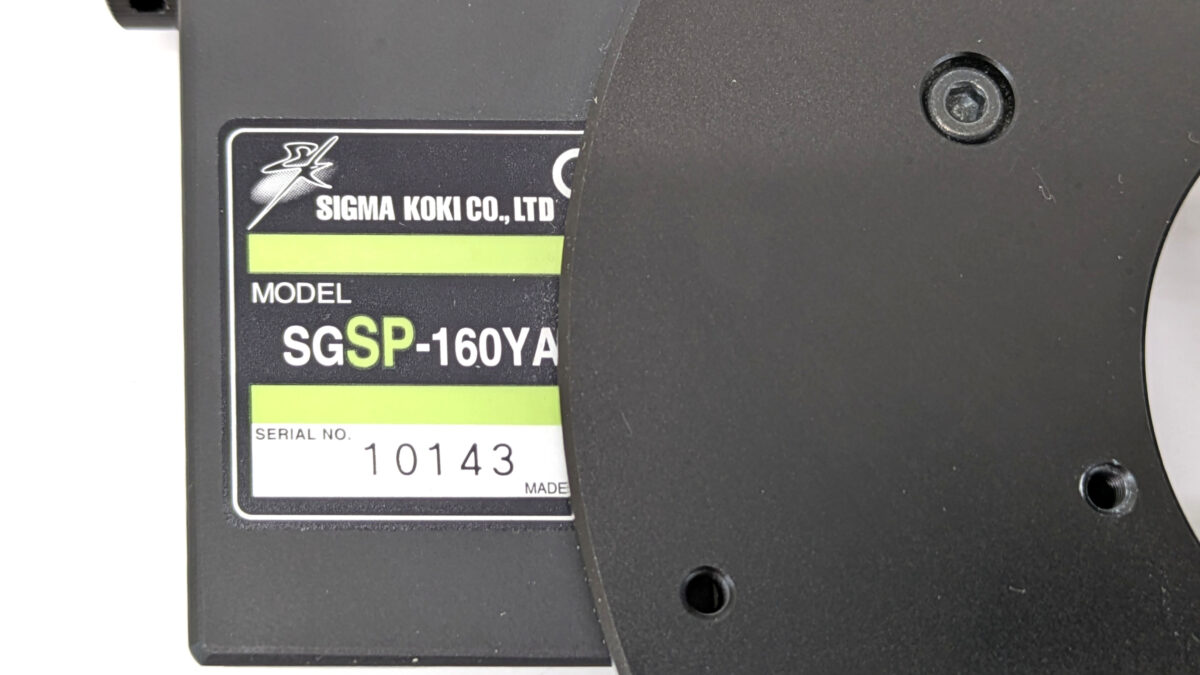 SIGMA KOKI CO., LTD
MODEL
SGSP-160YA
SERIAL NO. 10143
MADE